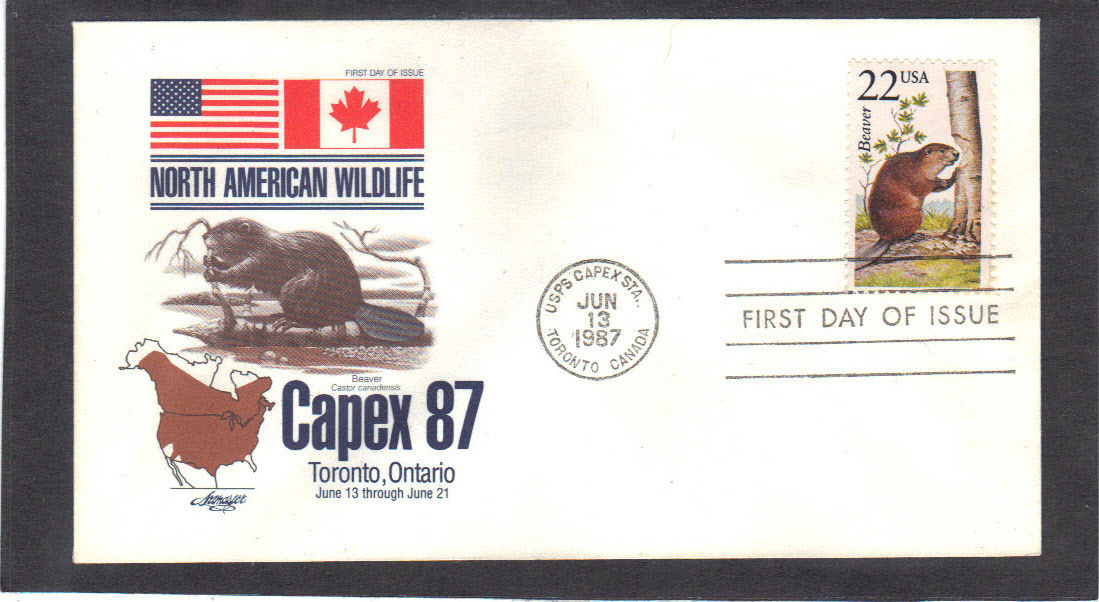 FIRST DAY OF ISSUE
NORTH AMERICAN WILDLIFE
Beaver
Castor canadensis
Capex 87
Toronto, Ontario
June 13 through June 21
Artmaster
USPS CAPEX STA.
JUN
13
1987
TORONTO CANADA
22 USA
Beaver
FIRST DAY OF ISSUE